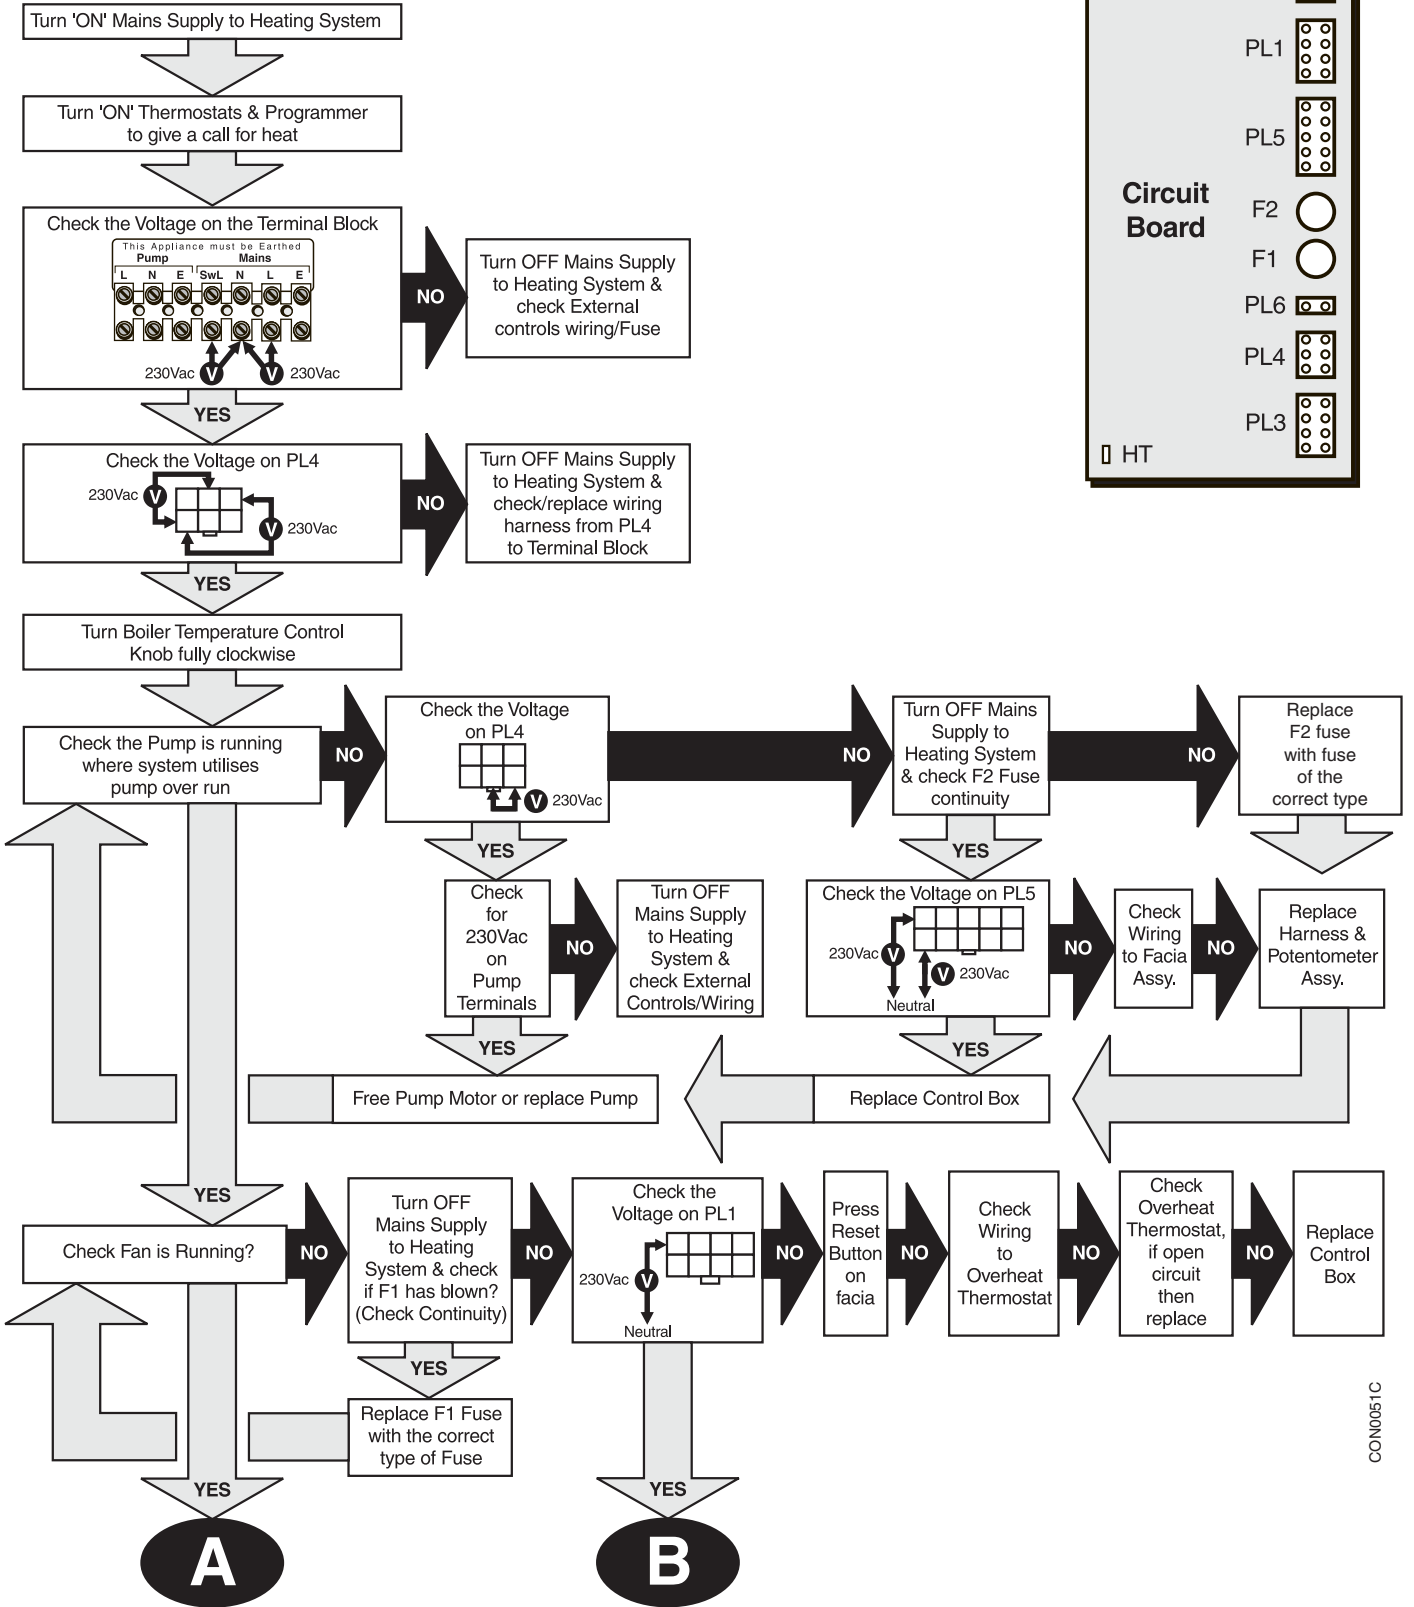 Turn 'ON' Mains Supply to Heating System
Turn 'ON' Thermostats & Programmer
to give a call for heat
Check the Voltage on the Terminal Block
This Appliance must be Earthed
Pump Mains
L N E SwL N L E
230Vac V V 230Vac
NO
Turn OFF Mains Supply
to Heating System &
check External
controls wiring/Fuse
YES
Check the Voltage on PL4
230Vac V
V 230Vac
NO
Turn OFF Mains Supply
to Heating System &
check/replace wiring
harness from PL4
to Terminal Block
YES
Turn Boiler Temperature Control
Knob fully clockwise
Check the Pump is running
where system utilises
pump over run
NO
Check the Voltage
on PL4
V 230Vac
NO
Turn OFF Mains
Supply to
Heating System
& check F2 Fuse
continuity
NO
Replace
F2 fuse
with fuse
of the
correct type
YES
YES
Check
for
230Vac
on
Pump
Terminals
NO
Turn OFF
Mains Supply
to Heating
System &
check External
Controls/Wiring
Check the Voltage on PL5
230Vac V
V 230Vac
Neutral
NO
Check
Wiring
to Facia
Assy.
NO
Replace
Harness &
Potentometer
Assy.
YES
YES
Free Pump Motor or replace Pump
Replace Control Box
YES
Check Fan is Running?
NO
Turn OFF
Mains Supply
to Heating
System & check
if F1 has blown?
(Check Continuity)
NO
Check the
Voltage on PL1
230Vac V
Neutral
NO
Press
Reset
Button
on
facia
NO
Check
Wiring
to
Overheat
Thermostat
NO
Check
Overheat
Thermostat,
if open
circuit
then
replace
NO
Replace
Control
Box
YES
Replace F1 Fuse
with the correct
type of Fuse
YES
YES
A
B
PL1
PL5
Circuit
Board
F2
F1
PL6
PL4
PL3
HT
CON0051C